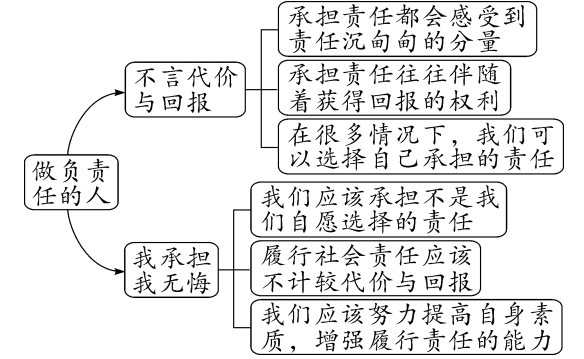 做负责
任的人
不言代价
与回报
承担责任都会感受到
责任沉甸甸的分量
承担责任往往伴随
着获得回报的权利
在很多情况下，我们可
以选择自己承担的责任
我承担
我无悔
我们应该承担不是我
们自愿选择的责任
履行社会责任应该
不计较代价与回报
我们应该努力提高自身素
质，增强履行责任的能力